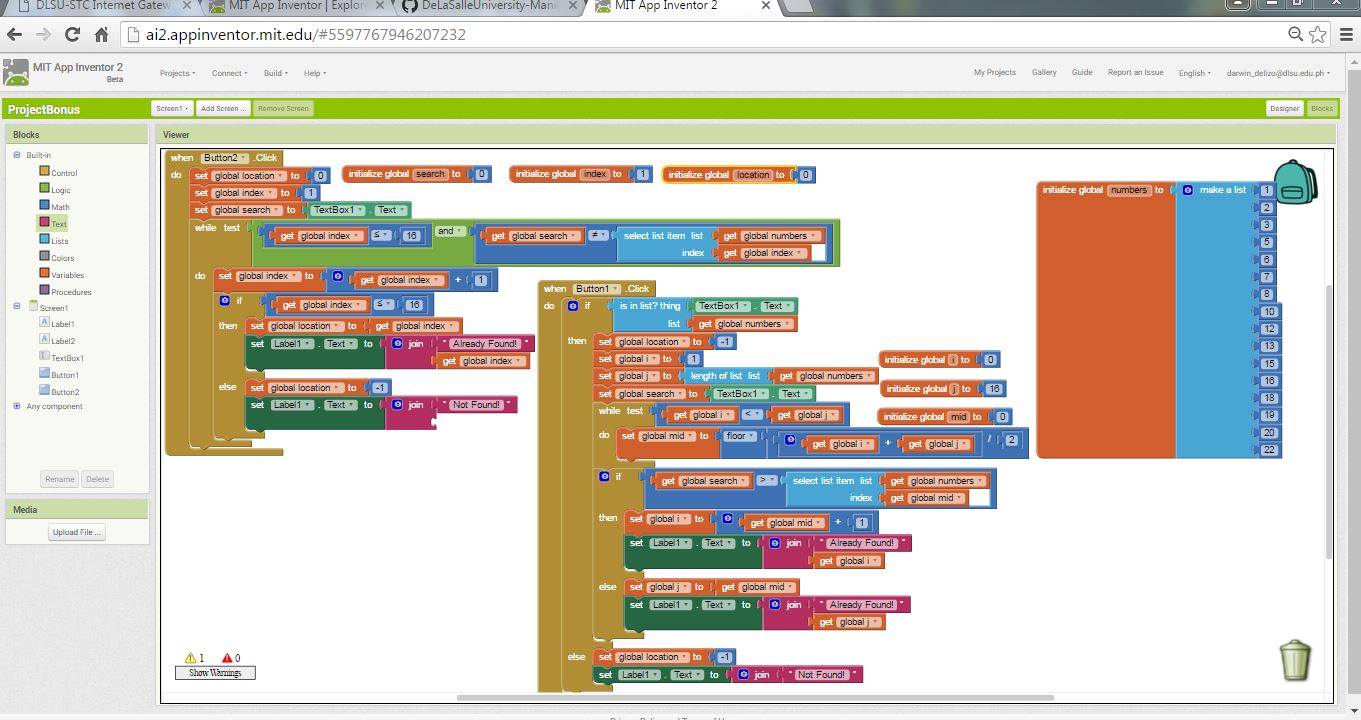 DLSU-STC Internet Gatew
MIT App Inventor | Explor
DeLaSalleUniversity-Mani
MIT App Inventor 2
ai2.appinventor.mit.edu/#5597767946207232
MIT App Inventor 2
Beta
Projects
Connect
Build
Help
My Projects
Gallery
Guide
Report an Issue
English
darwin_delizo@dlsu.edu.ph
ProjectBonus
Screen1
Add Screen ...
Remove Screen
Designer
Blocks
Blocks
Built-in
Control
Logic
Math
Text
Lists
Colors
Variables
Procedures
Screen1
Label1
Label2
TextBox1
Button1
Button2
Any component
Rename
Delete
Media
Upload File ...
Viewer
when Button2 .Click
do set global location to 0
set global index to 1
set global search to TextBox1 . Text
while test get global index ≤ 16 and get global search ≠ select list item list get global numbers
index get global index
do set global index to get global index + 1
if get global index ≤ 16
then set global location to get global index
set Label1 . Text to join " Already Found! "
get global index
else set global location to -1
set Label1 . Text to join " Not Found! "
initialize global search to 0
initialize global index to 1
initialize global location to 0
initialize global numbers to make a list 1
2
3
5
6
7
8
10
12
13
15
16
18
19
20
22
when Button1 .Click
do if is in list? thing TextBox1 . Text
list get global numbers
then set global location to -1
set global i to 1
set global j to length of list list get global numbers
set global search to TextBox1 . Text
while test get global i < get global j
do set global mid to floor get global i + get global j / 2
if get global search > select list item list get global numbers
index get global mid
then set global i to get global mid + 1
set Label1 . Text to join " Already Found! "
get global i
else set global j to get global mid
set Label1 . Text to join " Already Found! "
get global j
else set global location to -1
set Label1 . Text to join " Not Found! "
initialize global i to 0
initialize global j to 16
initialize global mid to 0
1
0
Show Warnings